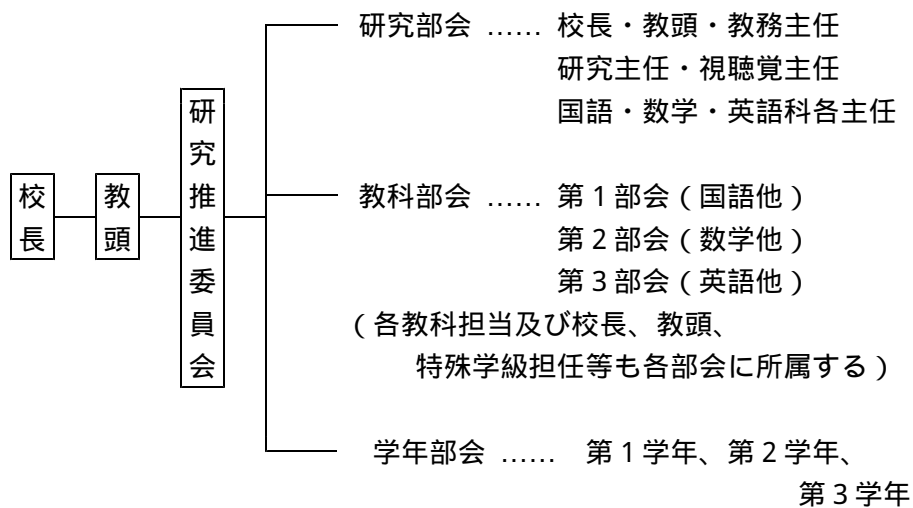 校長
教頭
研究推進委員会
研究部会 …… 校長・教頭・教務主任
研究主任・視聴覚主任
国語・数学・英語科各主任
教科部会 …… 第1部会(国語他)
第2部会(数学他)
第3部会(英語他)
(各教科担当及び校長、教頭、
特殊学級担任等も各部会に所属する)
学年部会 …… 第1学年、第2学年、
第3学年